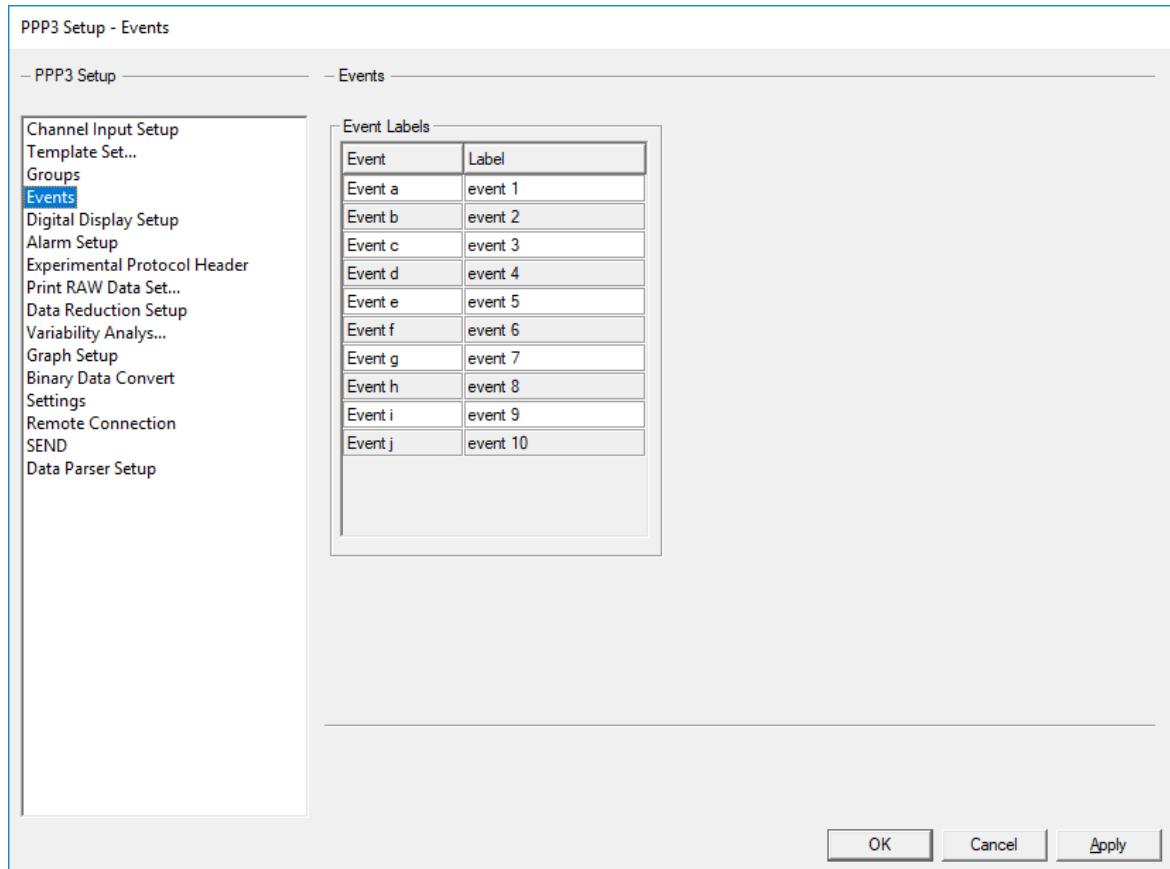 PPP3 Setup - Events
PPP3 Setup
Events
Channel Input Setup
Template Set...
Groups
Events
Digital Display Setup
Alarm Setup
Experimental Protocol Header
Print RAW Data Set...
Data Reduction Setup
Variability Analys...
Graph Setup
Binary Data Convert
Settings
Remote Connection
SEND
Data Parser Setup
Event Labels
Event Label
Event a event 1
Event b event 2
Event c event 3
Event d event 4
Event e event 5
Event f event 6
Event g event 7
Event h event 8
Event i event 9
Event j event 10
OK Cancel Apply